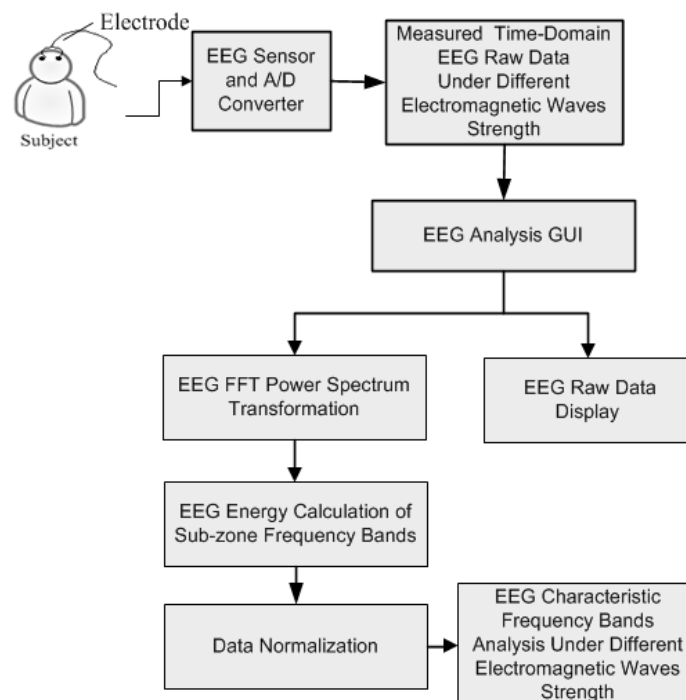 Electrode
Subject
EEG Sensor
and A/D
Converter
Measured Time-Domain
EEG Raw Data
Under Different
Electromagnetic Waves
Strength
EEG Analysis GUI
EEG FFT Power Spectrum
Transformation
EEG Raw Data
Display
EEG Energy Calculation of
Sub-zone Frequency Bands
Data Normalization
EEG Characteristic
Frequency Bands
Analysis Under Different
Electromagnetic Waves
Strength